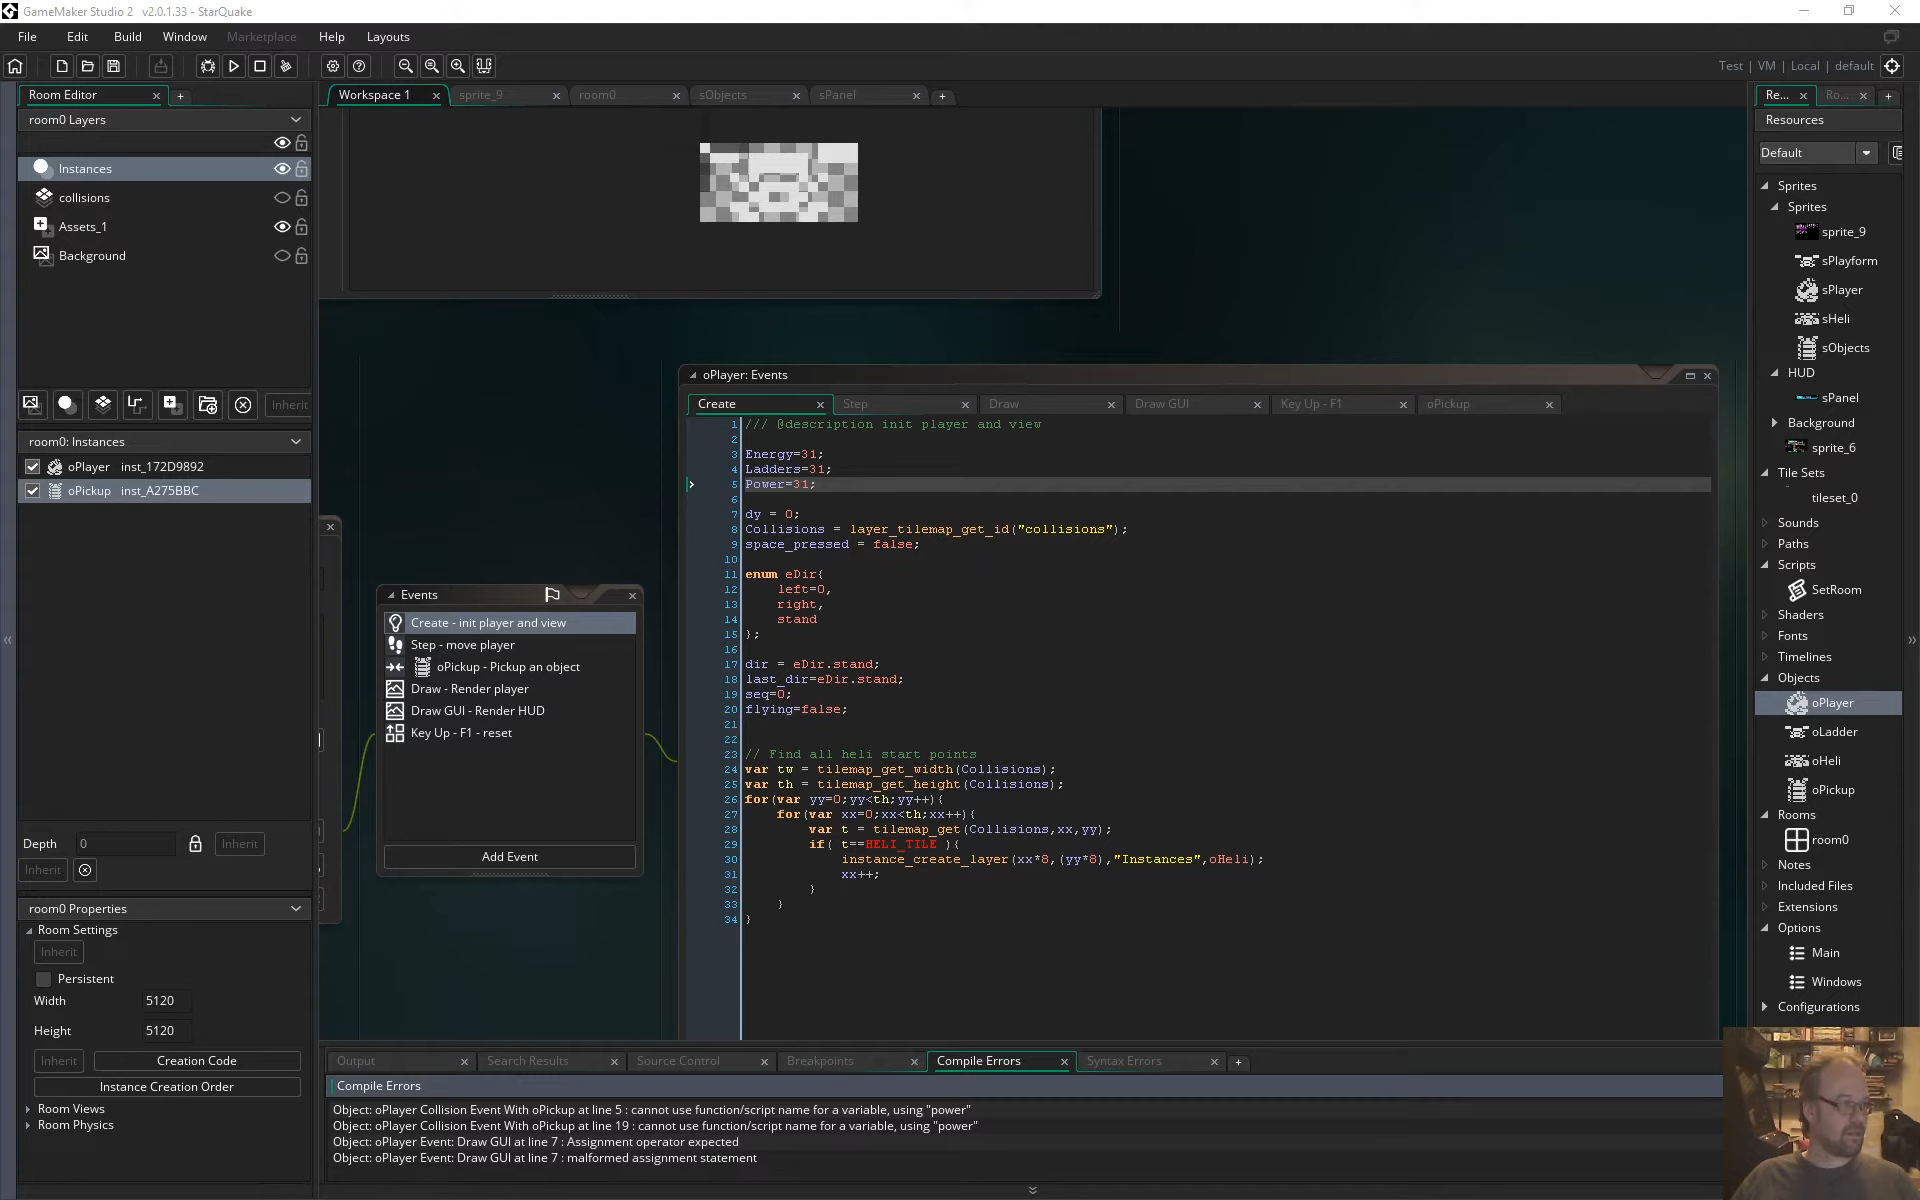 GameMaker Studio 2 v2.0.1.33 - StarQuake
File Edit Build Window Marketplace Help Layouts
Test | VM | Local | default
Room Editor
Workspace 1
sprite_9
room0
sObjects
sPanel
Re...
Ro...
room0 Layers
Instances
collisions
Assets_1
Background
Inherit
room0: Instances
oPlayer inst_172D9892
oPickup inst_A275BBC
Depth 0 Inherit
Inherit
room0 Properties
Room Settings
Inherit
Persistent
Width 5120
Height 5120
Inherit Creation Code
Instance Creation Order
Room Views
Room Physics
Events
Create - init player and view
Step - move player
oPickup - Pickup an object
Draw - Render player
Draw GUI - Render HUD
Key Up - F1 - reset
Add Event
oPlayer: Events
Create Step Draw Draw GUI Key Up - F1 oPickup
1 /// @description init player and view
2
3 Energy=31;
4 Ladders=31;
5 Power=31;
6
7 dy = 0;
8 Collisions = layer_tilemap_get_id("collisions");
9 space_pressed = false;
10
11 enum eDir{
12 left=0,
13 right,
14 stand
15 };
16
17 dir = eDir.stand;
18 last_dir=eDir.stand;
19 seq=0;
20 flying=false;
21
22
23 // Find all heli start points
24 var tw = tilemap_get_width(Collisions);
25 var th = tilemap_get_height(Collisions);
26 for(var yy=0;yy<th;yy++){
27 for(var xx=0;xx<th;xx++){
28 var t = tilemap_get(Collisions,xx,yy);
29 if( t==HELI_TILE ){
30 instance_create_layer(xx*8,(yy*8),"Instances",oHeli);
31 xx++;
32 }
33 }
34 }
Output
Search Results
Source Control
Breakpoints
Compile Errors
Syntax Errors
Compile Errors
Object: oPlayer Collision Event With oPickup at line 5 : cannot use function/script name for a variable, using "power"
Object: oPlayer Collision Event With oPickup at line 19 : cannot use function/script name for a variable, using "power"
Object: oPlayer Event: Draw GUI at line 7 : Assignment operator expected
Object: oPlayer Event: Draw GUI at line 7 : malformed assignment statement
Resources
Default
Sprites
Sprites
sprite_9
sPlayform
sPlayer
sHeli
sObjects
HUD
sPanel
Background
sprite_6
Tile Sets
tileset_0
Sounds
Paths
Scripts
SetRoom
Shaders
Fonts
Timelines
Objects
oPlayer
oLadder
oHeli
oPickup
Rooms
room0
Notes
Included Files
Extensions
Options
Main
Windows
Configurations